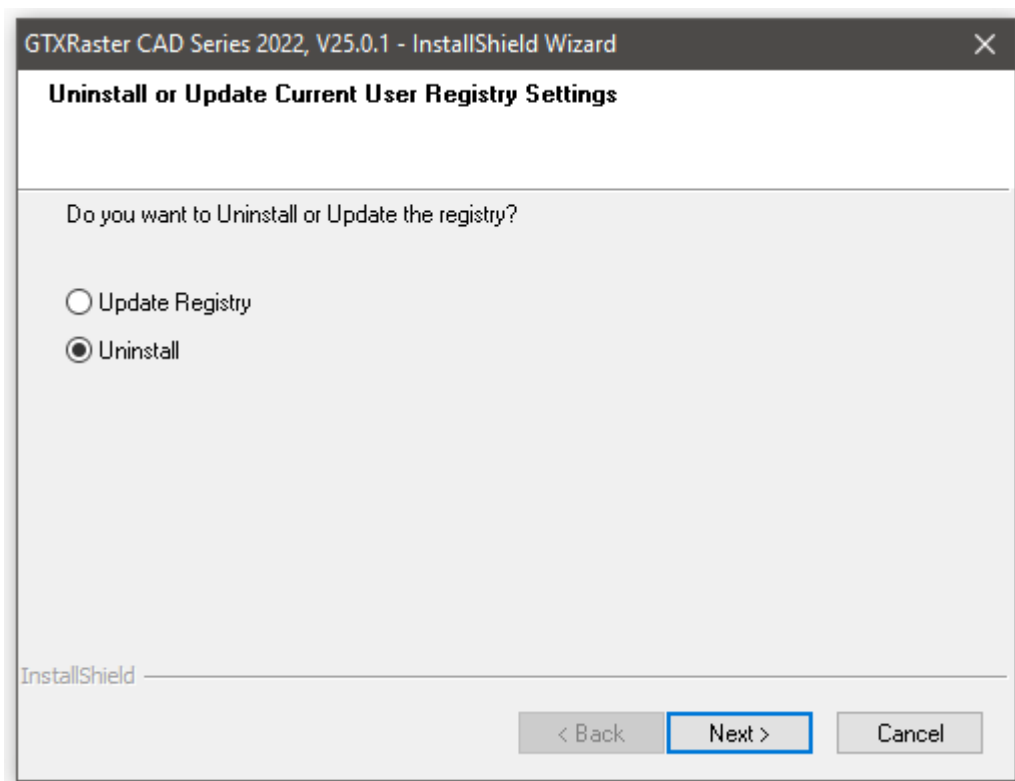 GTXRaster CAD Series 2022, V25.0.1 - InstallShield Wizard
Uninstall or Update Current User Registry Settings
Do you want to Uninstall or Update the registry?
Update Registry
Uninstall
InstallShield
< Back
Next >
Cancel